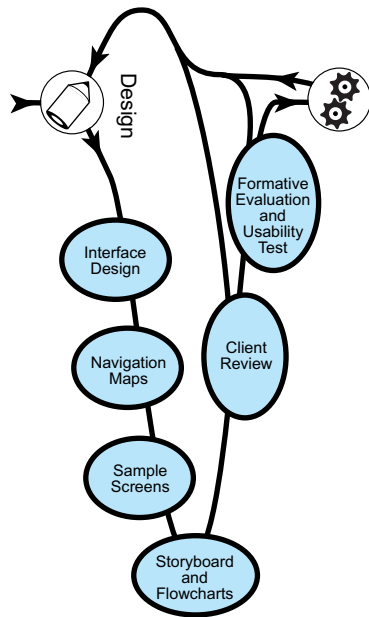 Design
Formative
Evaluation
and
Usability
Test
Interface
Design
Navigation
Maps
Client
Review
Sample
Screens
Storyboard
and
Flowcharts